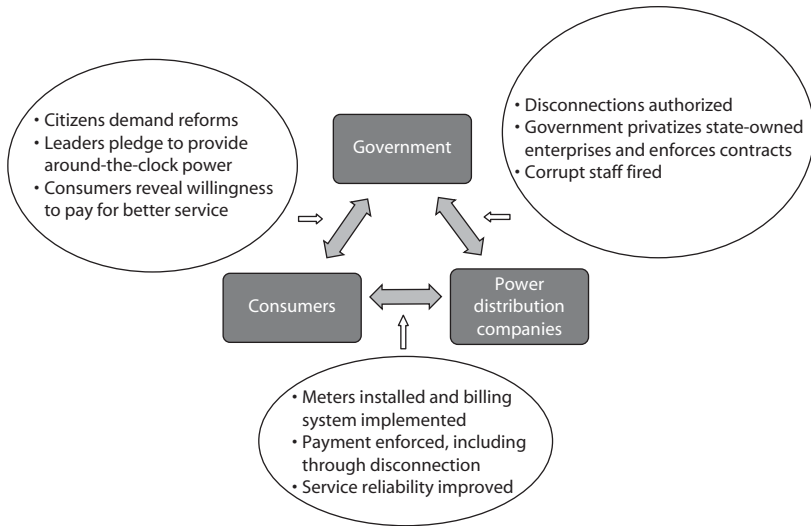 • Citizens demand reforms
• Leaders pledge to provide
around-the-clock power
• Consumers reveal willingness
to pay for better service
Government
• Disconnections authorized
• Government privatizes state-owned
enterprises and enforces contracts
• Corrupt staff fired
Consumers
Power
distribution
companies
• Meters installed and billing
system implemented
• Payment enforced, including
through disconnection
• Service reliability improved